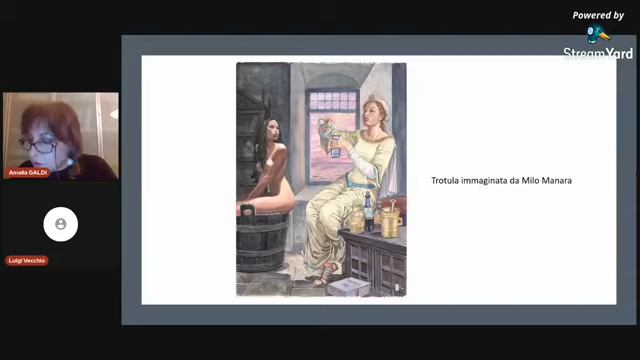 Powered by
StreamYard
Amalia GALDI
Trotula immaginata da Milo Manara
Luigi Vecchio